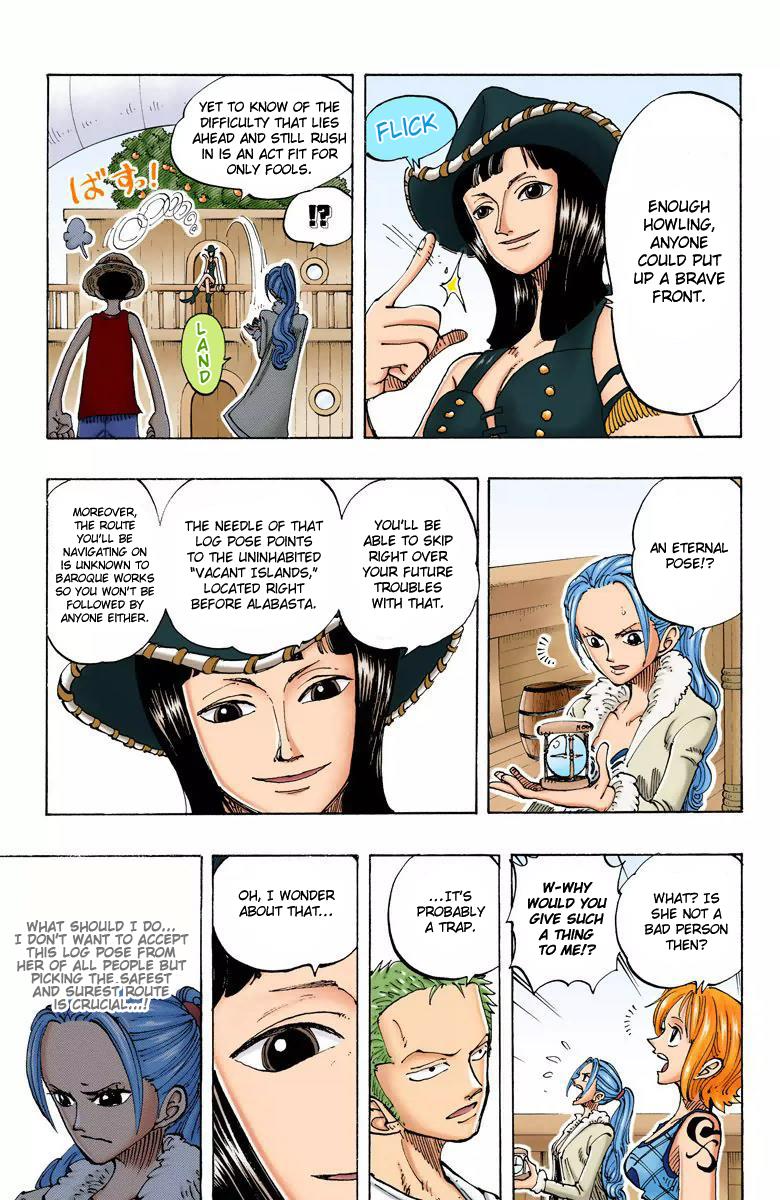 ENOUGH
HOWLING,
ANYONE
COULD PUT
UP A BRAVE
FRONT.
FLICK
YET TO KNOW OF THE
DIFFICULTY THAT LIES
AHEAD AND STILL RUSH
IN IS AN ACT FIT FOR
ONLY FOOLS.
ばすっ!
!?
LAND
AN ETERNAL
POSE!?
YOU'LL BE
ABLE TO SKIP
RIGHT OVER
YOUR FUTURE
TROUBLES
WITH THAT.
THE NEEDLE OF THAT
LOG POSE POINTS
TO THE UNINHABITED
"VACANT ISLANDS,"
LOCATED RIGHT
BEFORE ALABASTA.
MOREOVER,
THE ROUTE
YOU'LL BE
NAVIGATING ON
IS UNKNOWN TO
BAROQUE WORKS
SO YOU WON'T BE
FOLLOWED BY
ANYONE EITHER.
WHAT? IS
SHE NOT A
BAD PERSON
THEN?
W-WHY
WOULD YOU
GIVE SUCH
A THING
TO ME!?
...IT'S
PROBABLY
A TRAP.
OH, I WONDER
ABOUT THAT...
WHAT SHOULD I DO...
I DON'T WANT TO ACCEPT
THIS LOG POSE FROM
HER OF ALL PEOPLE BUT
PICKING THE SAFEST
AND SUREST ROUTE
IS CRUCIAL...!